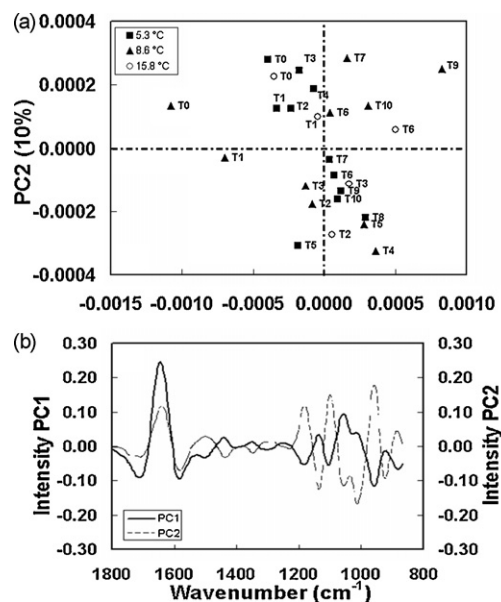 (a)
5.3 °C
8.6 °C
15.8 °C
PC2 (10%)
0.0004
0.0002
0.0000
-0.0002
-0.0004
T0
T3
T7
T9
T0
T4
T0
T1
T2
T6
T10
T1
T6
T1
T7
T6
T3
T3
T9
T2
T10
T8
T5
T2
T5
T4
-0.0015
-0.0010
-0.0005
0.0000
0.0005
0.0010
(b)
Intensity PC1
0.30
0.20
0.10
0.00
-0.10
-0.20
-0.30
PC1
PC2
0.30
0.20
0.10
0.00
-0.10
-0.20
-0.30
Intensity PC2
1800
1600
1400
1200
1000
800
Wavenumber (cm⁻¹)